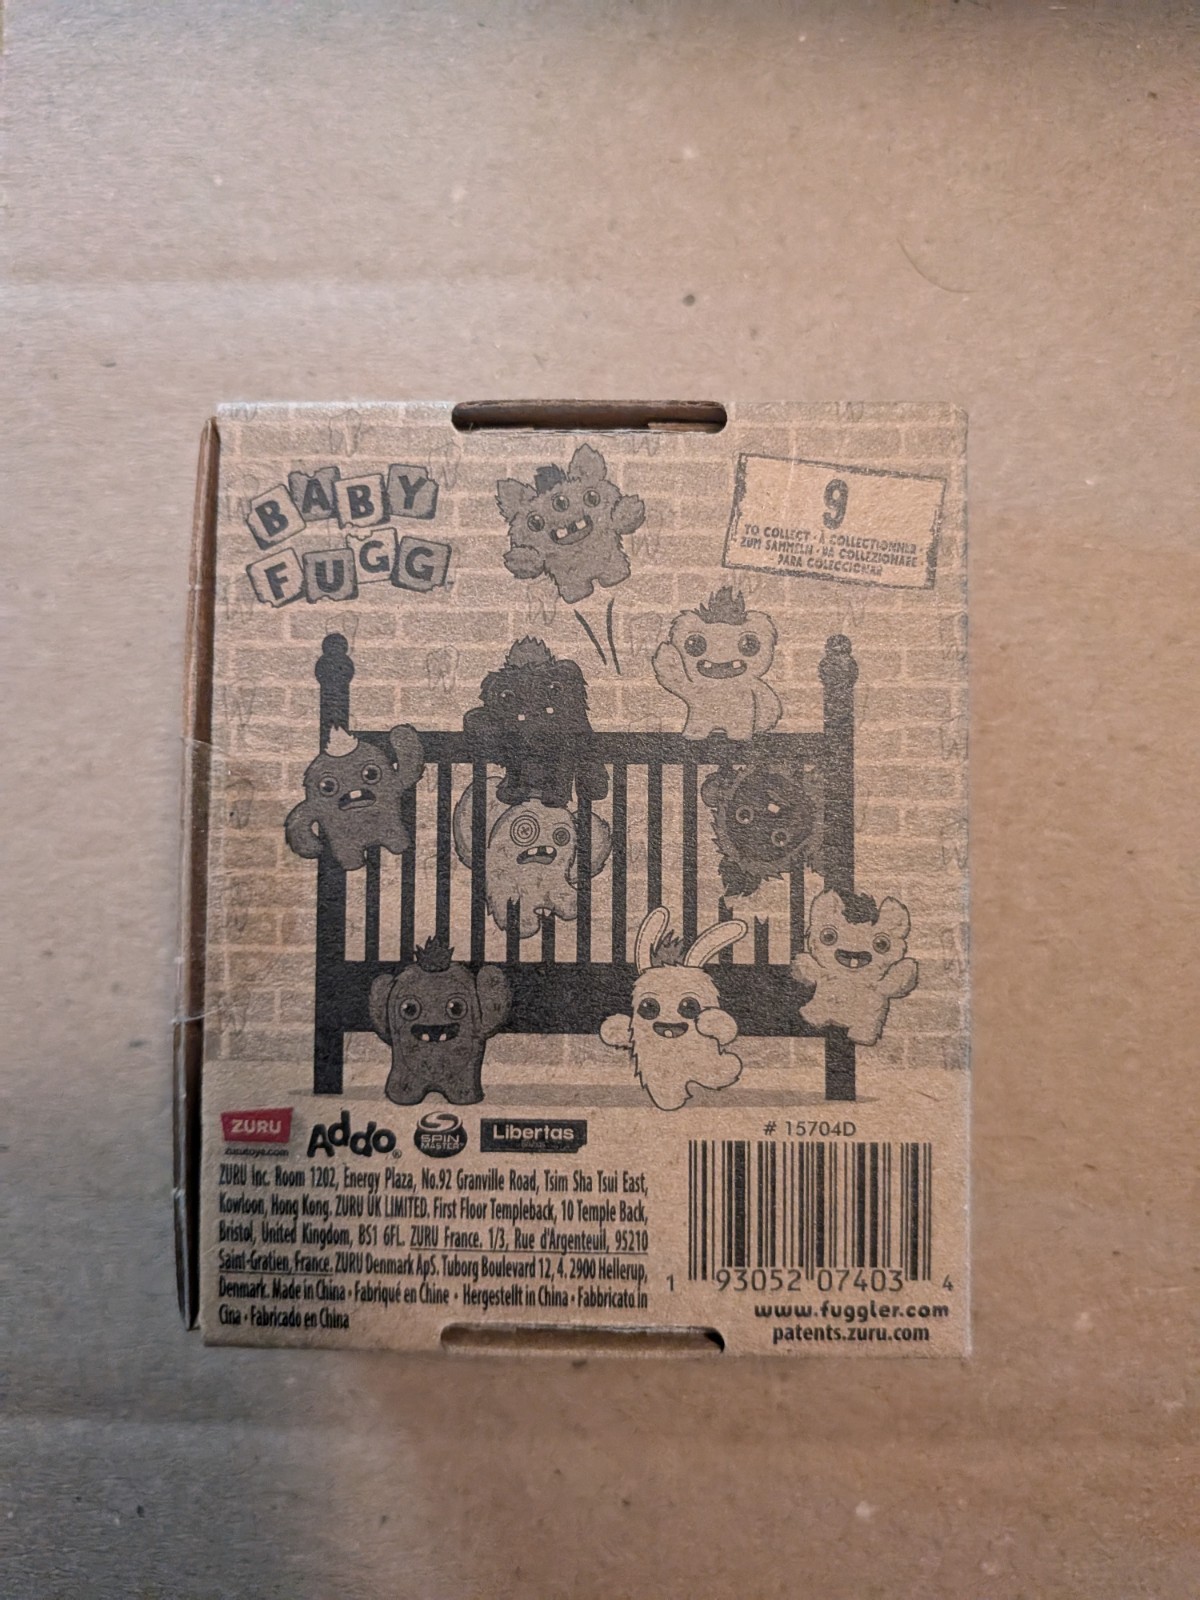 BABY
FUGG
9
TO COLLECT · À COLLECTIONNER ·
ZUM SAMMELN · DA COLLEZIONARE ·
PARA COLECCIONAR
ZURU
zurutoys.com
Addo®
SPIN
MASTER
Libertas
# 15704D
ZURU Inc. Room 1202, Energy Plaza, No.92 Granville Road, Tsim Sha Tsui East,
Kowloon, Hong Kong. ZURU UK LIMITED. First Floor Templeback, 10 Temple Back,
Bristol, United Kingdom, BS1 6FL. ZURU France. 1/3, Rue d'Argenteuil, 95210
Saint-Gratien, France. ZURU Denmark ApS. Tuborg Boulevard 12, 4. 2900 Hellerup,
Denmark. Made in China · Fabriqué en Chine · Hergestellt in China · Fabbricato in
Cina · Fabricado en China
1 93052 07403 4
www.fuggler.com
patents.zuru.com